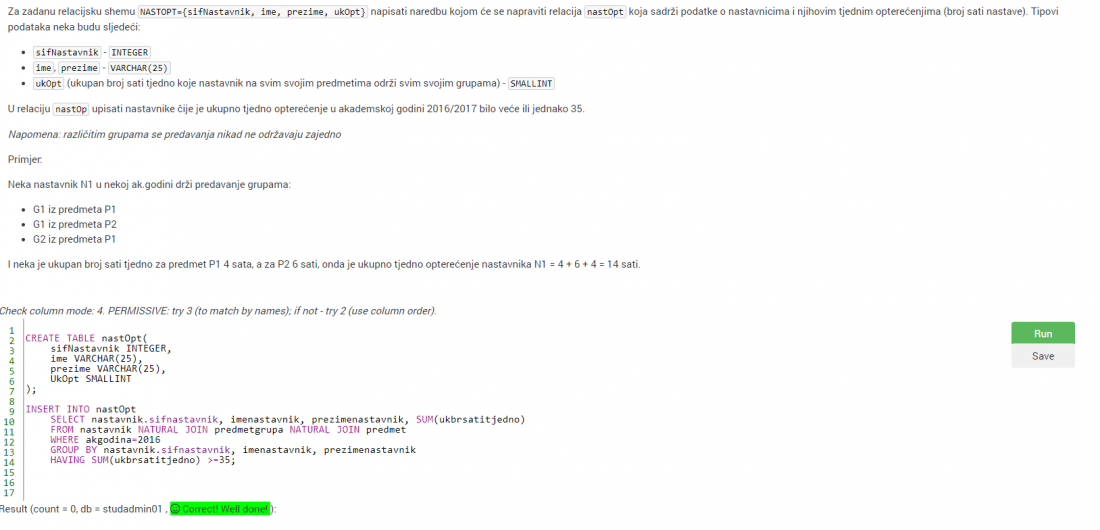 Za zadanu relacijsku shemu NASTOPT={sifNastavnik, ime, prezime, ukOpt} napisati naredbu kojom će se napraviti relacija nastOpt koja sadrži podatke o nastavnicima i njihovim tjednim opterećenjima (broj sati nastave). Tipovi
podataka neka budu sljedeći:
• sifNastavnik - INTEGER
• ime, prezime - VARCHAR(25)
• ukOpt (ukupan broj sati tjedno koje nastavnik na svim svojim predmetima održi svim svojim grupama) - SMALLINT
U relaciju nastOp upisati nastavnike čije je ukupno tjedno opterećenje u akademskoj godini 2016/2017 bilo veće ili jednako 35.
Napomena: različitim grupama se predavanja nikad ne održavaju zajedno
Primjer:
Neka nastavnik N1 u nekoj ak.godini drži predavanje grupama:
• G1 iz predmeta P1
• G1 iz predmeta P2
• G2 iz predmeta P1
I neka je ukupan broj sati tjedno za predmet P1 4 sata, a za P2 6 sati, onda je ukupno tjedno opterećenje nastavnika N1 = 4 + 6 + 4 = 14 sati.
Check column mode: 4. PERMISSIVE: try 3 (to match by names); if not - try 2 (use column order).
Run
Save
1
2 CREATE TABLE nastOpt(
3 sifNastavnik INTEGER,
4 ime VARCHAR(25),
5 prezime VARCHAR(25),
6 UkOpt SMALLINT
7 );
8
9 INSERT INTO nastOpt
10 SELECT nastavnik.sifnastavnik, imenastavnik, prezimenastavnik, SUM(ukbrsatitjedno)
11 FROM nastavnik NATURAL JOIN predmetgrupa NATURAL JOIN predmet
12 WHERE akgodina=2016
13 GROUP BY nastavnik.sifnastavnik, imenastavnik, prezimenastavnik
14 HAVING SUM(ukbrsatitjedno) >=35;
15
16
17
Result (count = 0, db = studadmin01 , Correct! Well done!):